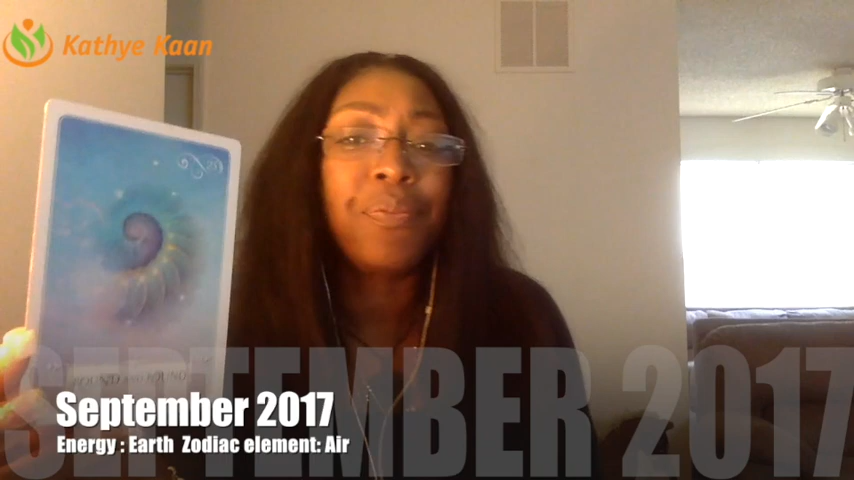 Kathye Kaan
SEPTEMBER 2017
September 2017
Energy : Earth Zodiac element: Air